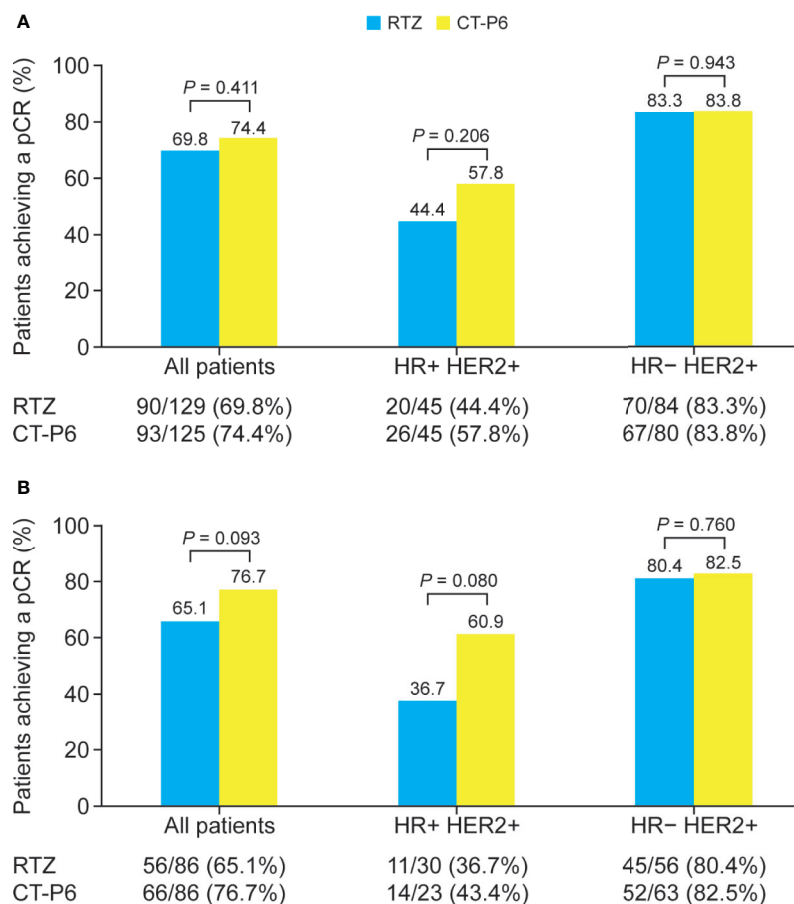 A
RTZ CT-P6
Patients achieving a pCR (%)
100
80
60
40
20
0
P = 0.411
69.8 74.4
P = 0.206
44.4 57.8
P = 0.943
83.3 83.8
All patients HR+ HER2+ HR− HER2+
RTZ 90/129 (69.8%) 20/45 (44.4%) 70/84 (83.3%)
CT-P6 93/125 (74.4%) 26/45 (57.8%) 67/80 (83.8%)
B
Patients achieving a pCR (%)
100
80
60
40
20
0
P = 0.093
65.1 76.7
P = 0.080
36.7 60.9
P = 0.760
80.4 82.5
All patients HR+ HER2+ HR− HER2+
RTZ 56/86 (65.1%) 11/30 (36.7%) 45/56 (80.4%)
CT-P6 66/86 (76.7%) 14/23 (43.4%) 52/63 (82.5%)